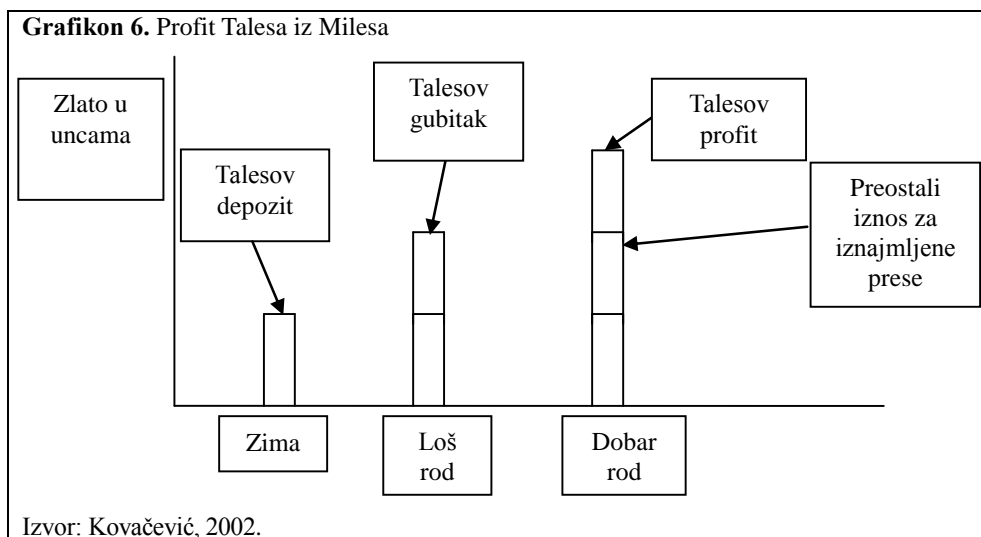 Grafikon 6. Profit Talesa iz Milesa
Zlato u
uncama
Talesov
depozit
Talesov
gubitak
Talesov
profit
Preostali
iznos za
iznajmljene
prese
Zima
Loš
rod
Dobar
rod
Izvor: Kovačević, 2002.